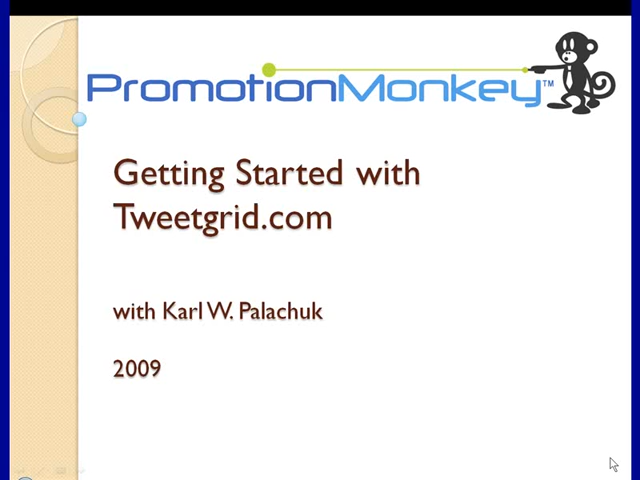 PromotionMonkey™
Getting Started with
Tweetgrid.com
with Karl W. Palachuk
2009